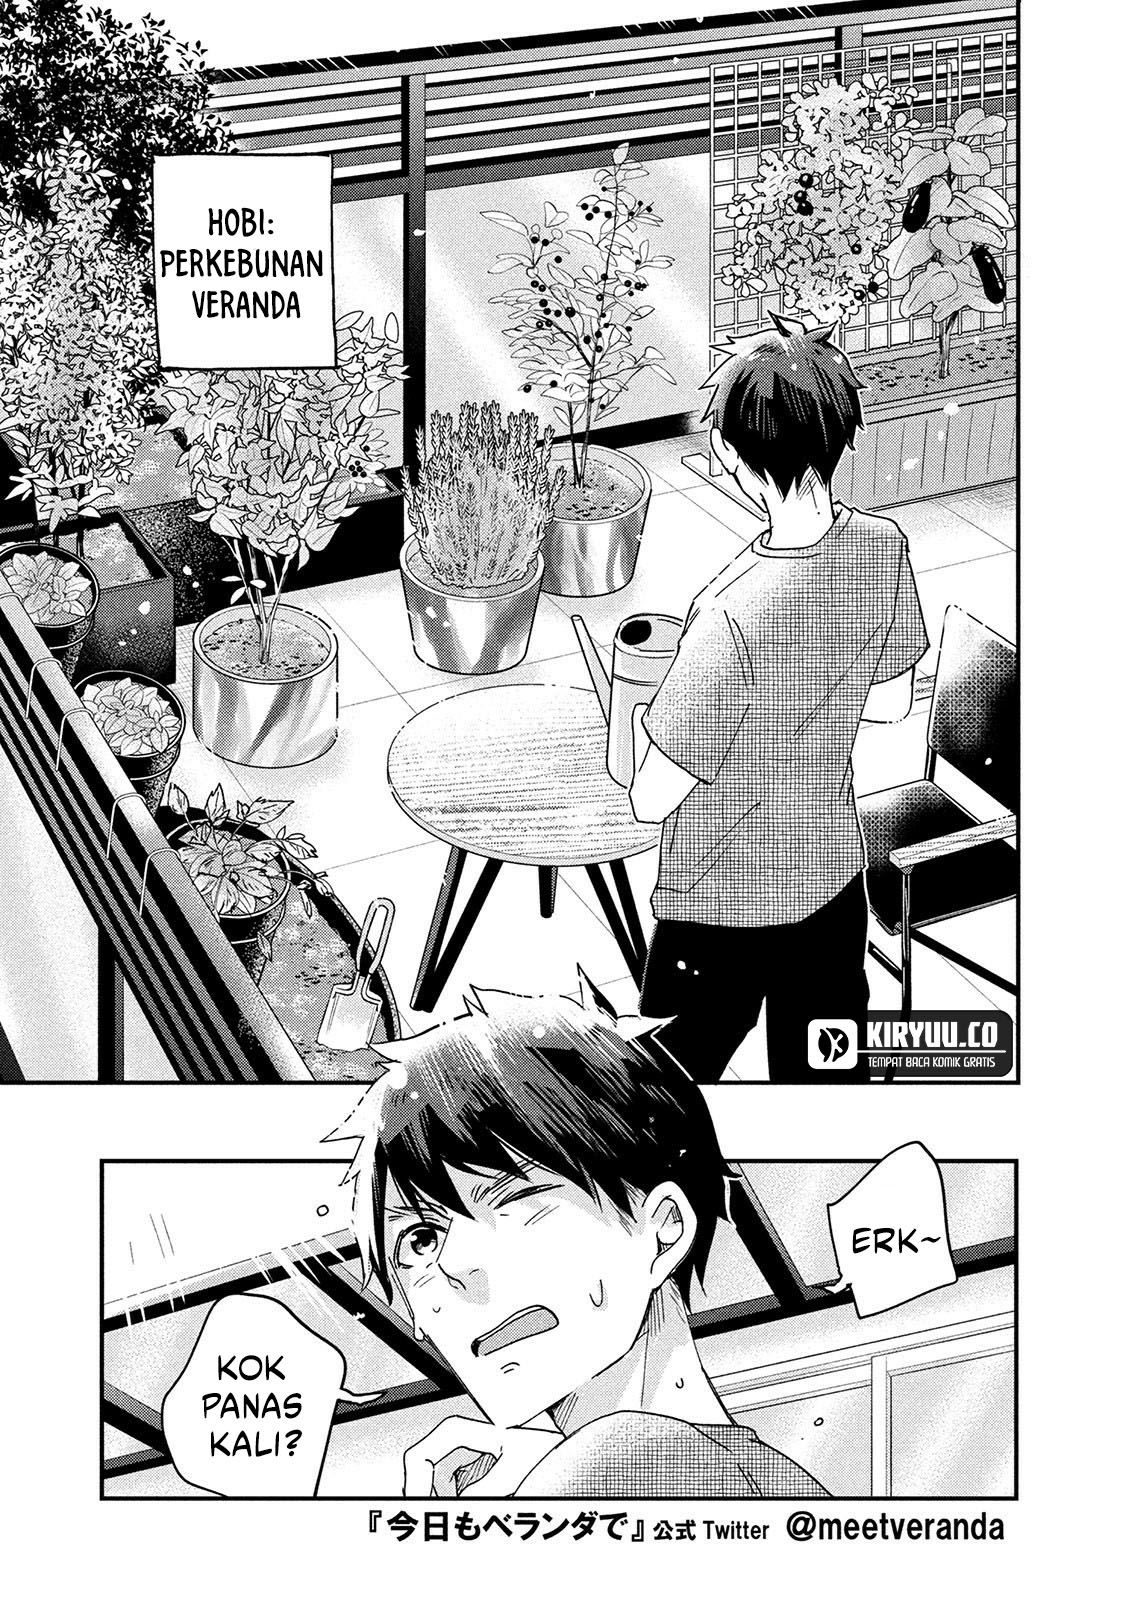 HOBI:
PERKEBUNAN
VERANDA
KIRYUU.CO
TEMPAT BACA KOMIK GRATIS
ERK~
KOK
PANAS
KALI?
『今日もベランダで』公式 Twitter @meetveranda